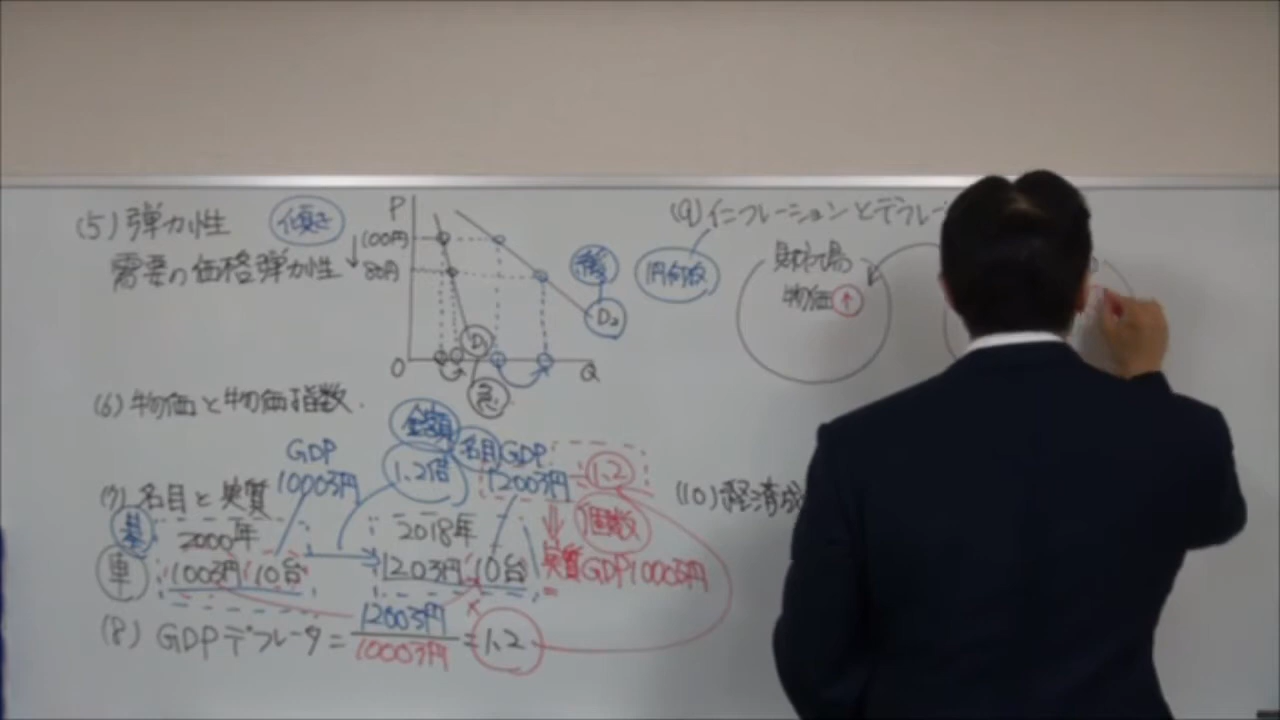 (5) 弾力性 傾き
需要の価格弾力性
P
100円
80円
O
Q
D
急
緩
D₂
(6) 物価と物価指数
(7) 名目と実質
GDP
1000万円
金額
1.2倍
名目GDP
1200万円
1.2
個数
基
2000年
2018年
車
100万円 10台
120万円 10台
実質GDP1000万円
(8) GDPデフレータ = 1200万円 / 1000万円 = 1.2
(9) インフレーションとデフレー
財市場
物価↑
(10) 経済成